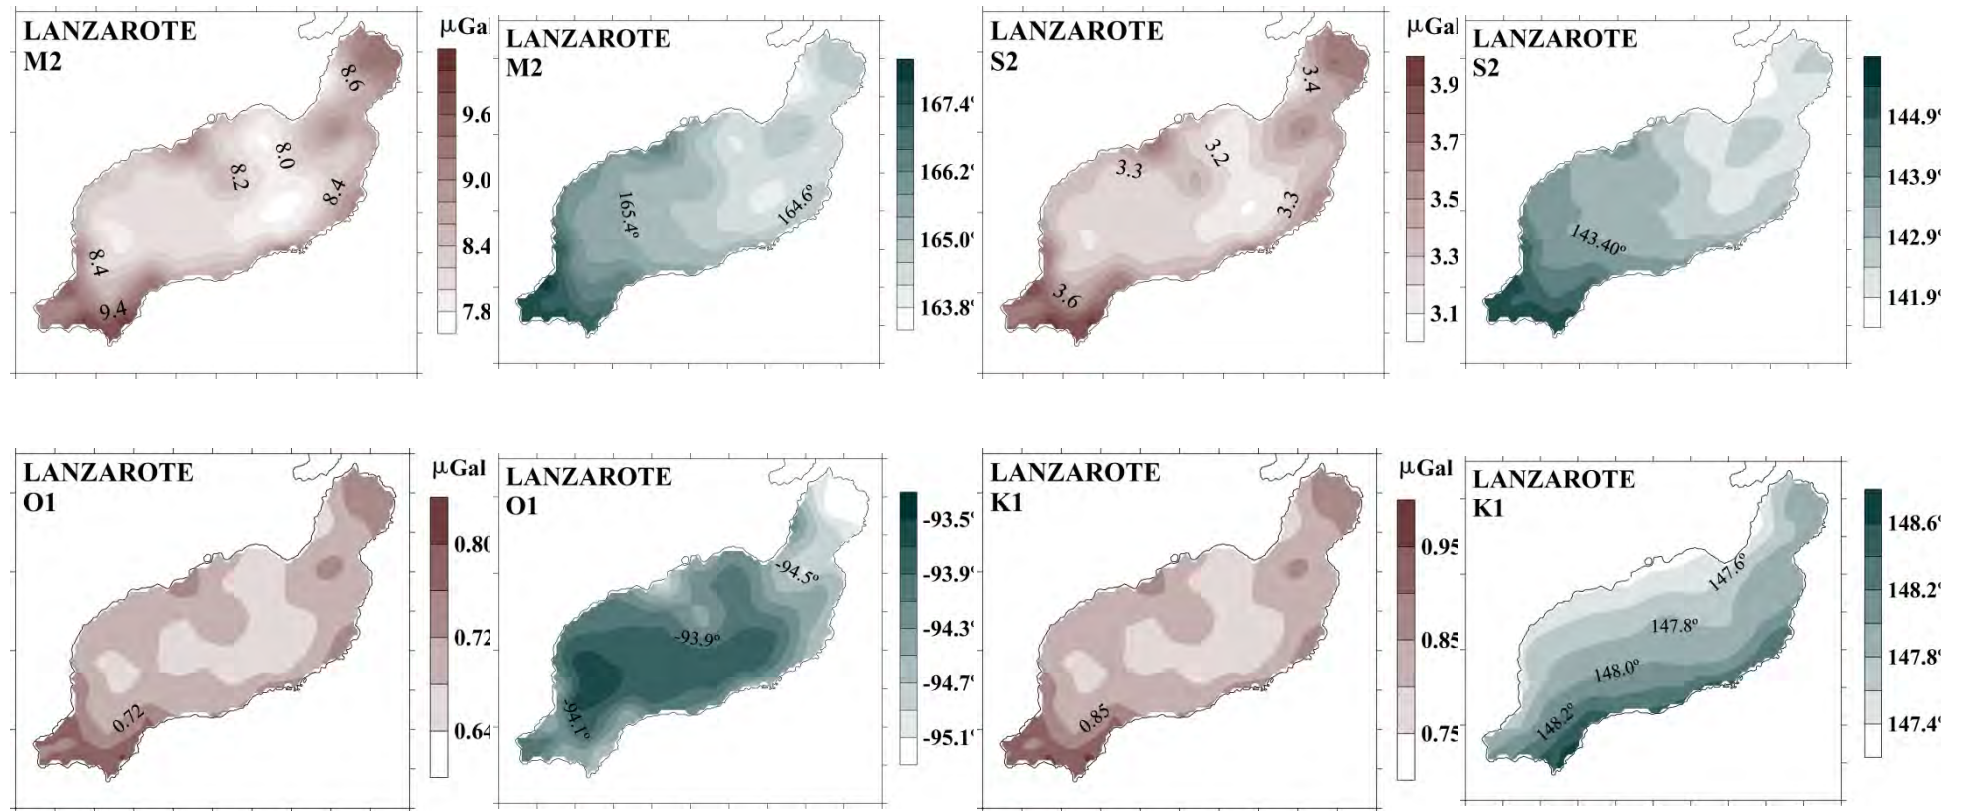 LANZAROTE
M2
μGal
9.6
9.0
8.4
7.8
8.6
8.0
8.2
8.4
8.4
9.4
LANZAROTE
M2
167.4°
166.2°
165.0°
163.8°
165.4°
164.6°
LANZAROTE
S2
μGal
3.9
3.7
3.5
3.3
3.1
3.4
3.2
3.3
3.3
3.6
LANZAROTE
S2
144.9°
143.9°
142.9°
141.9°
143.40°
LANZAROTE
O1
μGal
0.80
0.72
0.64
0.72
LANZAROTE
O1
-93.5°
-93.9°
-94.3°
-94.7°
-95.1°
-94.5°
-93.9°
-94.1°
LANZAROTE
K1
μGal
0.95
0.85
0.75
0.85
LANZAROTE
K1
148.6°
148.2°
147.8°
147.4°
147.6°
147.8°
148.0°
148.2°